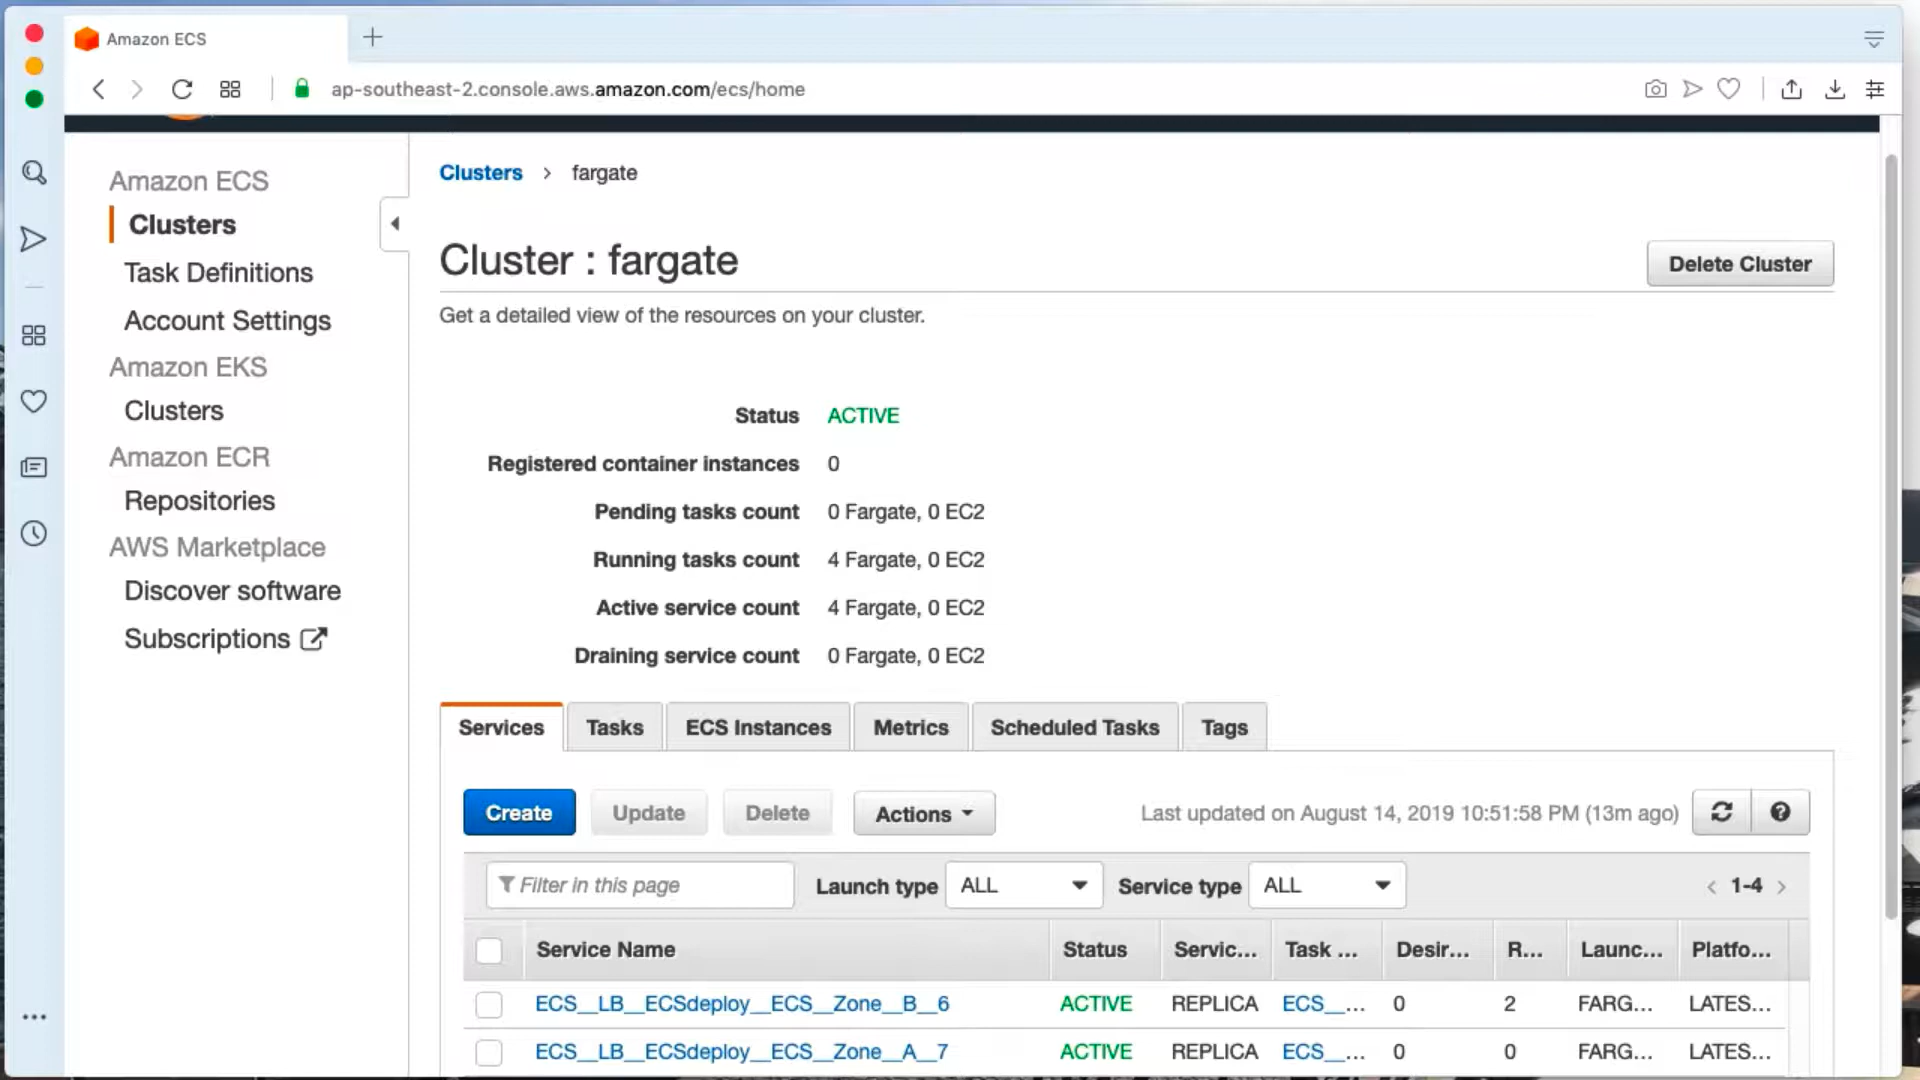 Amazon ECS
ap-southeast-2.console.aws.amazon.com/ecs/home
Amazon ECS
Clusters
Task Definitions
Account Settings
Amazon EKS
Clusters
Amazon ECR
Repositories
AWS Marketplace
Discover software
Subscriptions
Clusters > fargate
Cluster : fargate
Delete Cluster
Get a detailed view of the resources on your cluster.
Status ACTIVE
Registered container instances 0
Pending tasks count 0 Fargate, 0 EC2
Running tasks count 4 Fargate, 0 EC2
Active service count 4 Fargate, 0 EC2
Draining service count 0 Fargate, 0 EC2
Services Tasks ECS Instances Metrics Scheduled Tasks Tags
Create Update Delete Actions Last updated on August 14, 2019 10:51:58 PM (13m ago)
Filter in this page Launch type ALL Service type ALL < 1-4 >
Service Name Status Servic... Task ... Desir... R... Launc... Platfo...
ECS__LB__ECSdeploy__ECS__Zone__B__6 ACTIVE REPLICA ECS__... 0 2 FARG... LATES...
ECS__LB__ECSdeploy__ECS__Zone__A__7 ACTIVE REPLICA ECS__... 0 0 FARG... LATES...